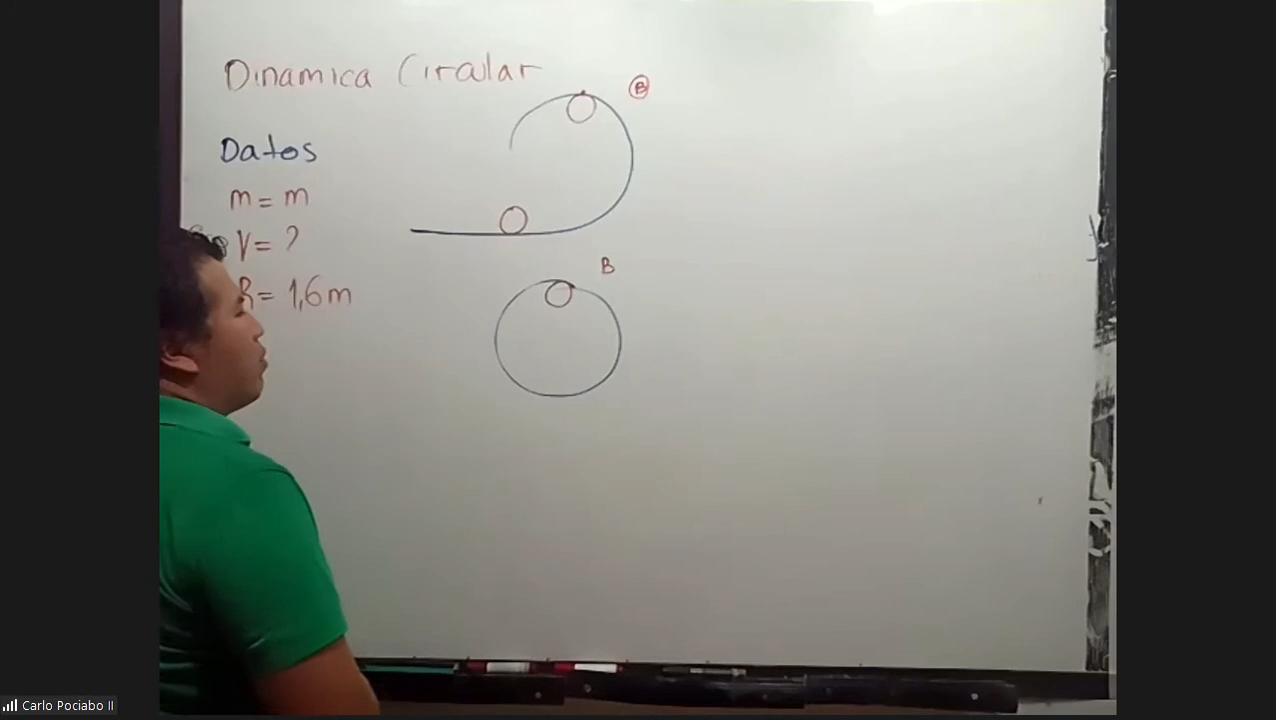 Dinamica Circular
B
Datos
m = m
V = ?
R = 1,6m
B
Carlo Pociabo II